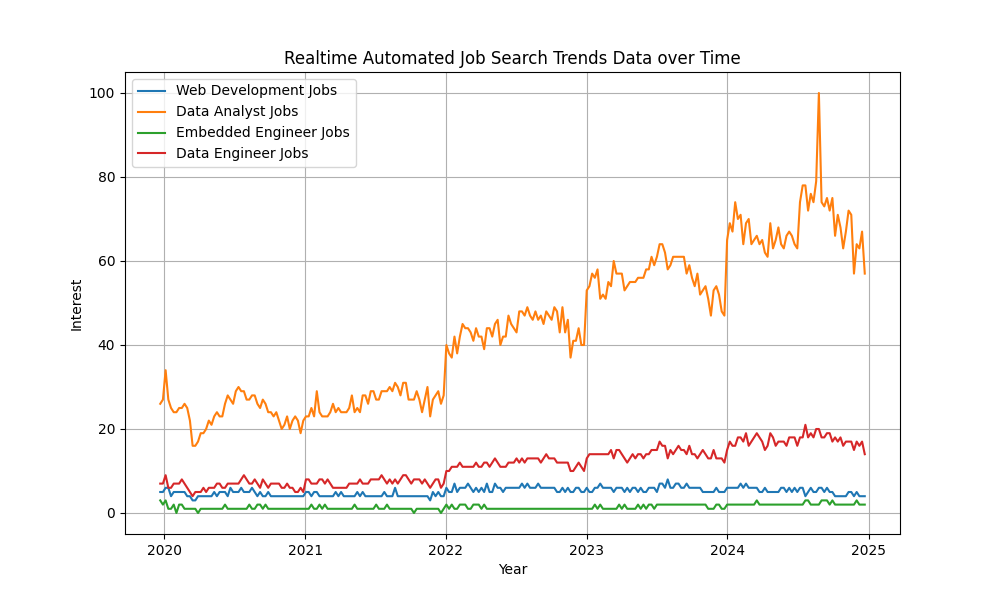 Realtime Automated Job Search Trends Data over Time
Web Development Jobs
Data Analyst Jobs
Embedded Engineer Jobs
Data Engineer Jobs
100
80
60
40
20
0
Interest
2020 2021 2022 2023 2024 2025
Year